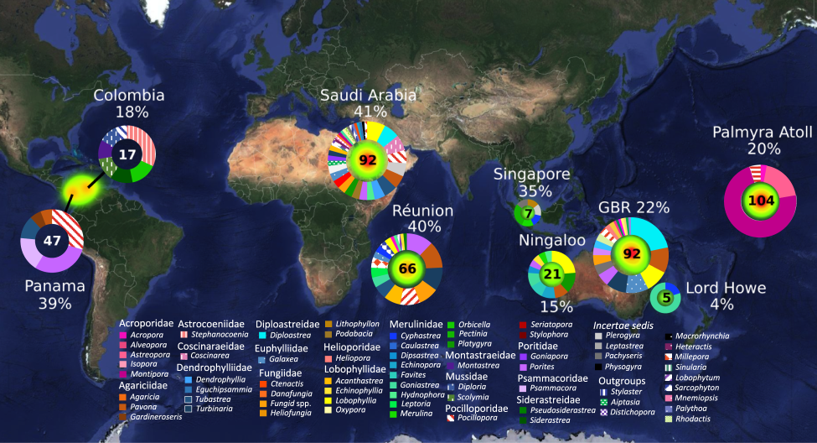 Colombia
18%
17
Saudi Arabia
41%
92
Palmyra Atoll
20%
104
Singapore
35%
7
GBR 22%
92
Réunion
40%
66
Ningaloo
21
15%
Lord Howe
4%
5
47
Panama
39%
Acroporidae
Acropora
Alveopora
Astreopora
Isopora
Montipora
Agariciidae
Agaricia
Pavona
Gardineroseris
Astrocoeniidae
Stephanocoenia
Coscinaraeidae
Coscinarea
Dendrophylliidae
Dendrophyllia
Eguchipsammia
Tubastrea
Turbinaria
Diploastreidae
Diploastrea
Euphylliidae
Galaxea
Fungiidae
Ctenactis
Danafungia
Fungid spp.
Heliofungia
Lithophyllon
Podabacia
Helioporidae
Heliopora
Lobophylliidae
Acanthastrea
Echinophyllia
Lobophyllia
Oxypora
Merulinidae
Cyphastrea
Coulastrea
Dipsastrea
Echinopora
Favites
Goniastrea
Hydnophora
Leptoria
Merulina
Orbicella
Pectinia
Platygyra
Montastraeidae
Montastrea
Mussidae
Diploria
Scolymia
Pocilloporidae
Pocillopora
Seriatopora
Stylophora
Poritidae
Goniopora
Porites
Psammocoridae
Psammocora
Siderastreidae
Pseudosiderastrea
Siderastrea
Incertae sedis
Plerogyra
Leptastrea
Pachyseris
Physogyra
Outgroups
Stylaster
Aiptasia
Distichopora
Macrorhynchia
Heteractis
Millepora
Sinularia
Lobophytum
Sarcophyton
Mnemiopsis
Palythoa
Rhodactis